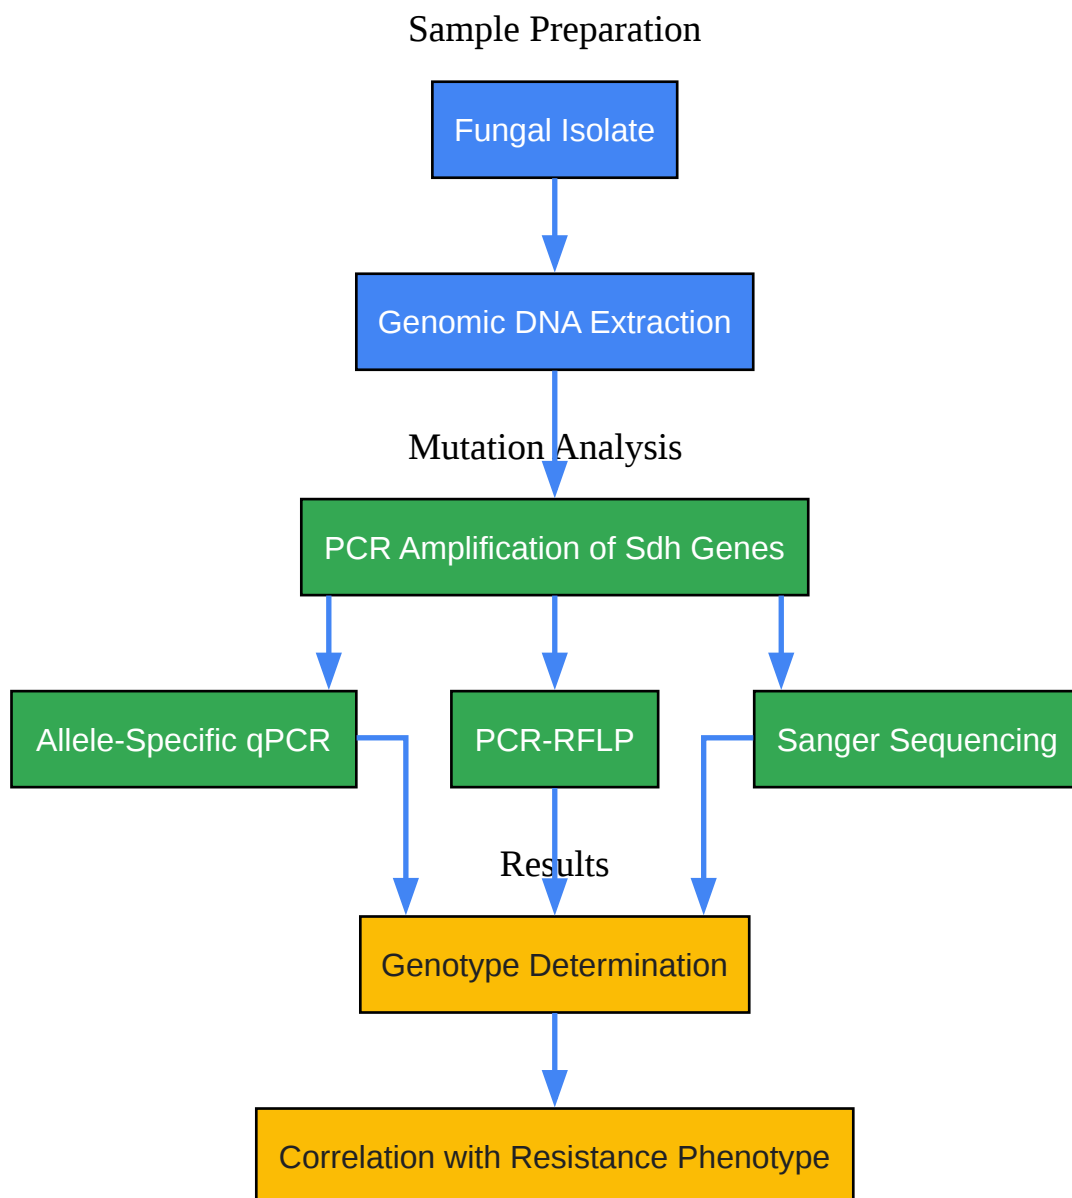 Sample Preparation
Fungal Isolate
Genomic DNA Extraction
Mutation Analysis
PCR Amplification of Sdh Genes
Allele-Specific qPCR
PCR-RFLP
Sanger Sequencing
Results
Genotype Determination
Correlation with Resistance Phenotype